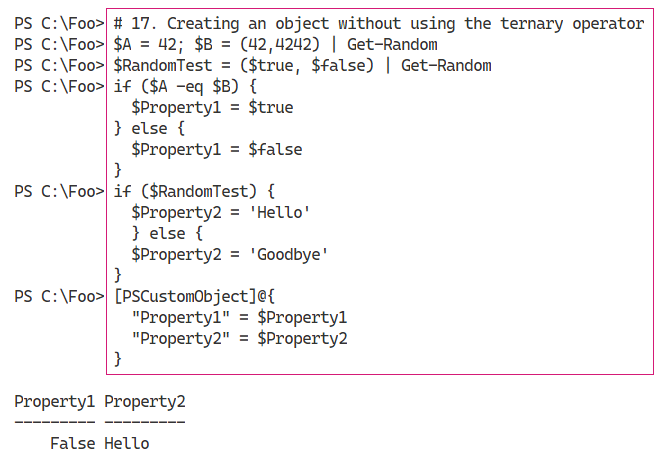 PS C:\Foo> # 17. Creating an object without using the ternary operator
PS C:\Foo> $A = 42; $B = (42,4242) | Get-Random
PS C:\Foo> $RandomTest = ($true, $false) | Get-Random
PS C:\Foo> if ($A -eq $B) {
$Property1 = $true
} else {
$Property1 = $false
}
PS C:\Foo> if ($RandomTest) {
$Property2 = 'Hello'
} else {
$Property2 = 'Goodbye'
}
PS C:\Foo> [PSCustomObject]@{
"Property1" = $Property1
"Property2" = $Property2
}
Property1 Property2
--------- ---------
False Hello